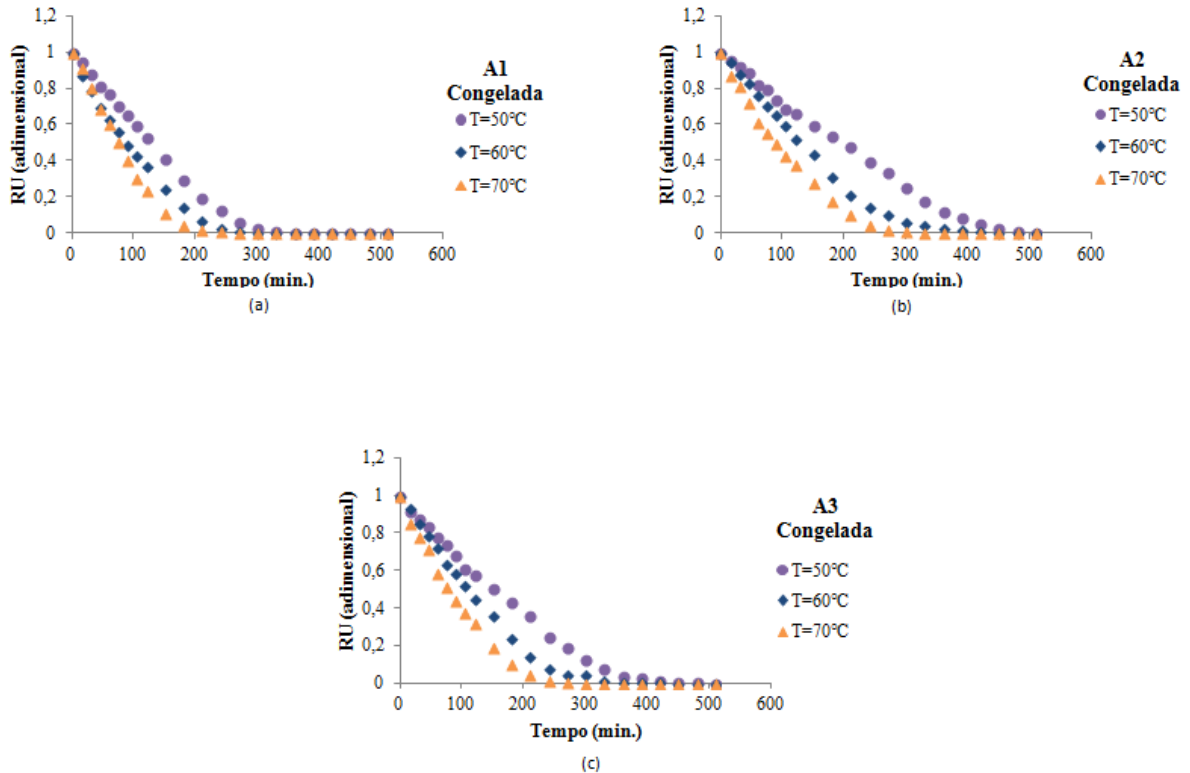 1,2
1
0,8
0,6
0,4
0,2
0
RU (adimensional)
0 100 200 300 400 500 600
Tempo (min.)
A1
Congelada
T=50°C
T=60°C
T=70°C
(a)
1,2
1
0,8
0,6
0,4
0,2
0
RU (adimensional)
0 100 200 300 400 500 600
Tempo (min.)
A2
Congelada
T=50°C
T=60°C
T=70°C
(b)
1,2
1
0,8
0,6
0,4
0,2
0
RU (adimensional)
0 100 200 300 400 500 600
Tempo (min.)
A3
Congelada
T=50°C
T=60°C
T=70°C
(c)